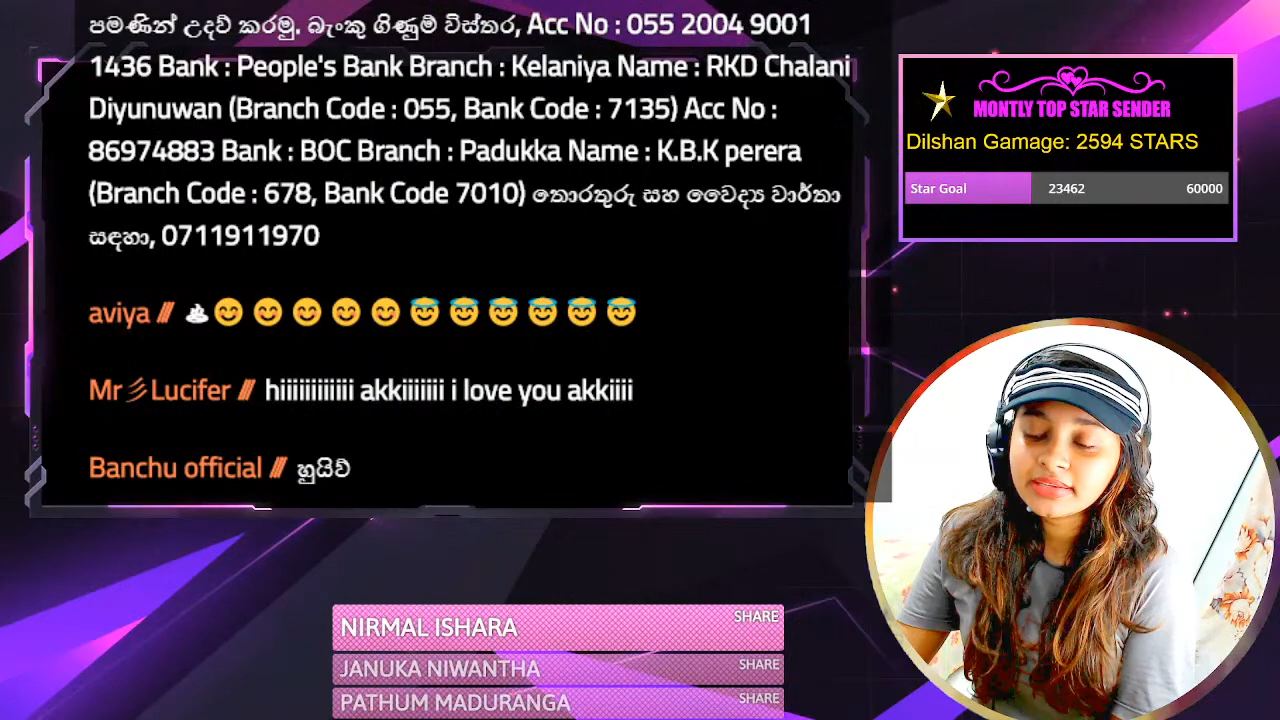 පමණින් උදව් කරමු. බැංකු ගිණුම් විස්තර, Acc No : 055 2004 9001
1436 Bank : People's Bank Branch : Kelaniya Name : RKD Chalani
Diyunuwan (Branch Code : 055, Bank Code : 7135) Acc No :
86974883 Bank : BOC Branch : Padukka Name : K.B.K perera
(Branch Code : 678, Bank Code 7010) තොරතුරු සහ වෛද්‍ය වාර්තා
සඳහා, 0711911970
aviya /// 💩😊😊😊😊😊😇😇😇😇😇😇
Mr彡Lucifer /// hiiiiiiiiiiiii akkiiiiiii i love you akkiiii
Banchu official /// හුයිව්
MONTLY TOP STAR SENDER
Dilshan Gamage: 2594 STARS
Star Goal 23462 60000
NIRMAL ISHARA SHARE
JANUKA NIWANTHA SHARE
PATHUM MADURANGA SHARE